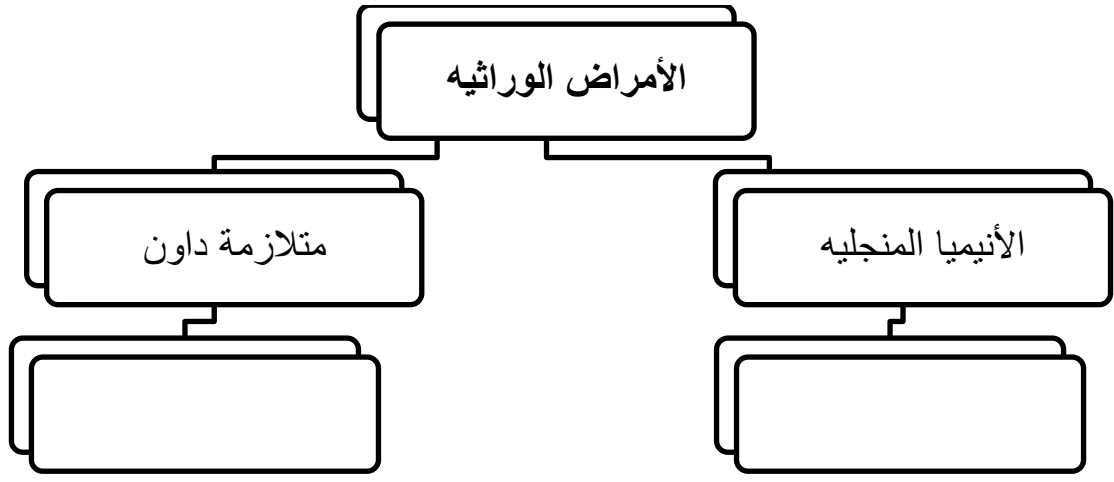 الأمراض الوراثيه
الأنيميا المنجليه
متلازمة داون